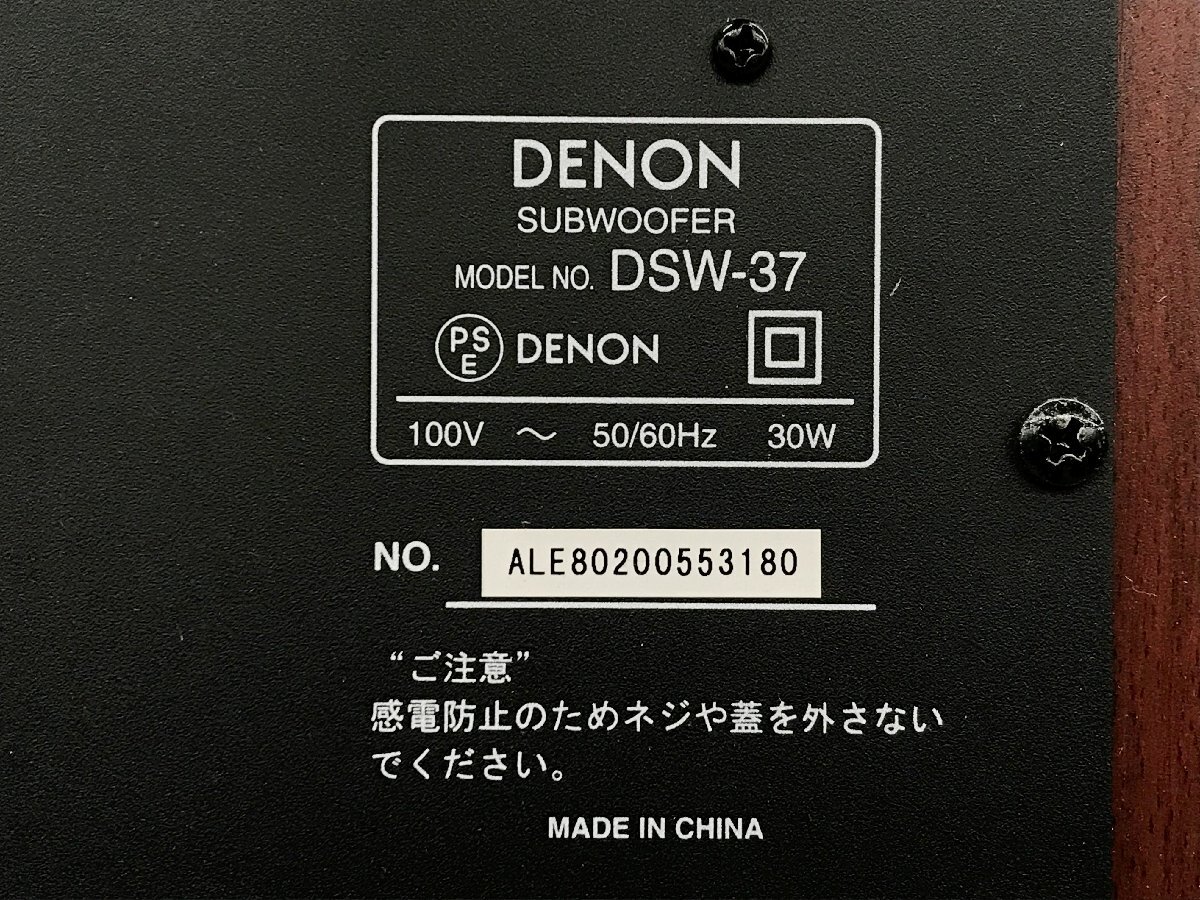 DENON
SUBWOOFER
MODEL NO. DSW-37
PSE DENON
100V ～ 50/60Hz 30W
NO. ALE80200553180
“ご注意”
感電防止のためネジや蓋を外さない
でください。
MADE IN CHINA